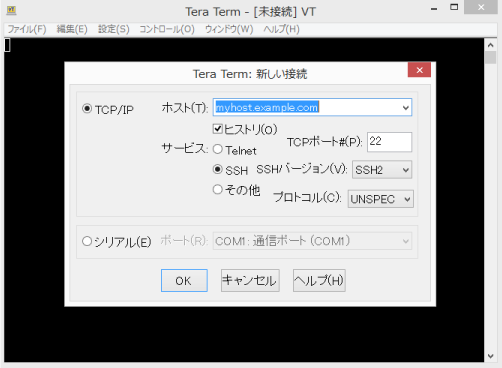 Tera Term - [未接続] VT
ファイル(F) 編集(E) 設定(S) コントロール(O) ウィンドウ(W) ヘルプ(H)
Tera Term: 新しい接続
TCP/IP ホスト(T): myhost.example.com
ヒストリ(O)
サービス: Telnet TCPポート#(P): 22
SSH SSHバージョン(V): SSH2
その他 プロトコル(C): UNSPEC
シリアル(E) ポート(R): COM1: 通信ポート (COM1)
OK キャンセル ヘルプ(H)